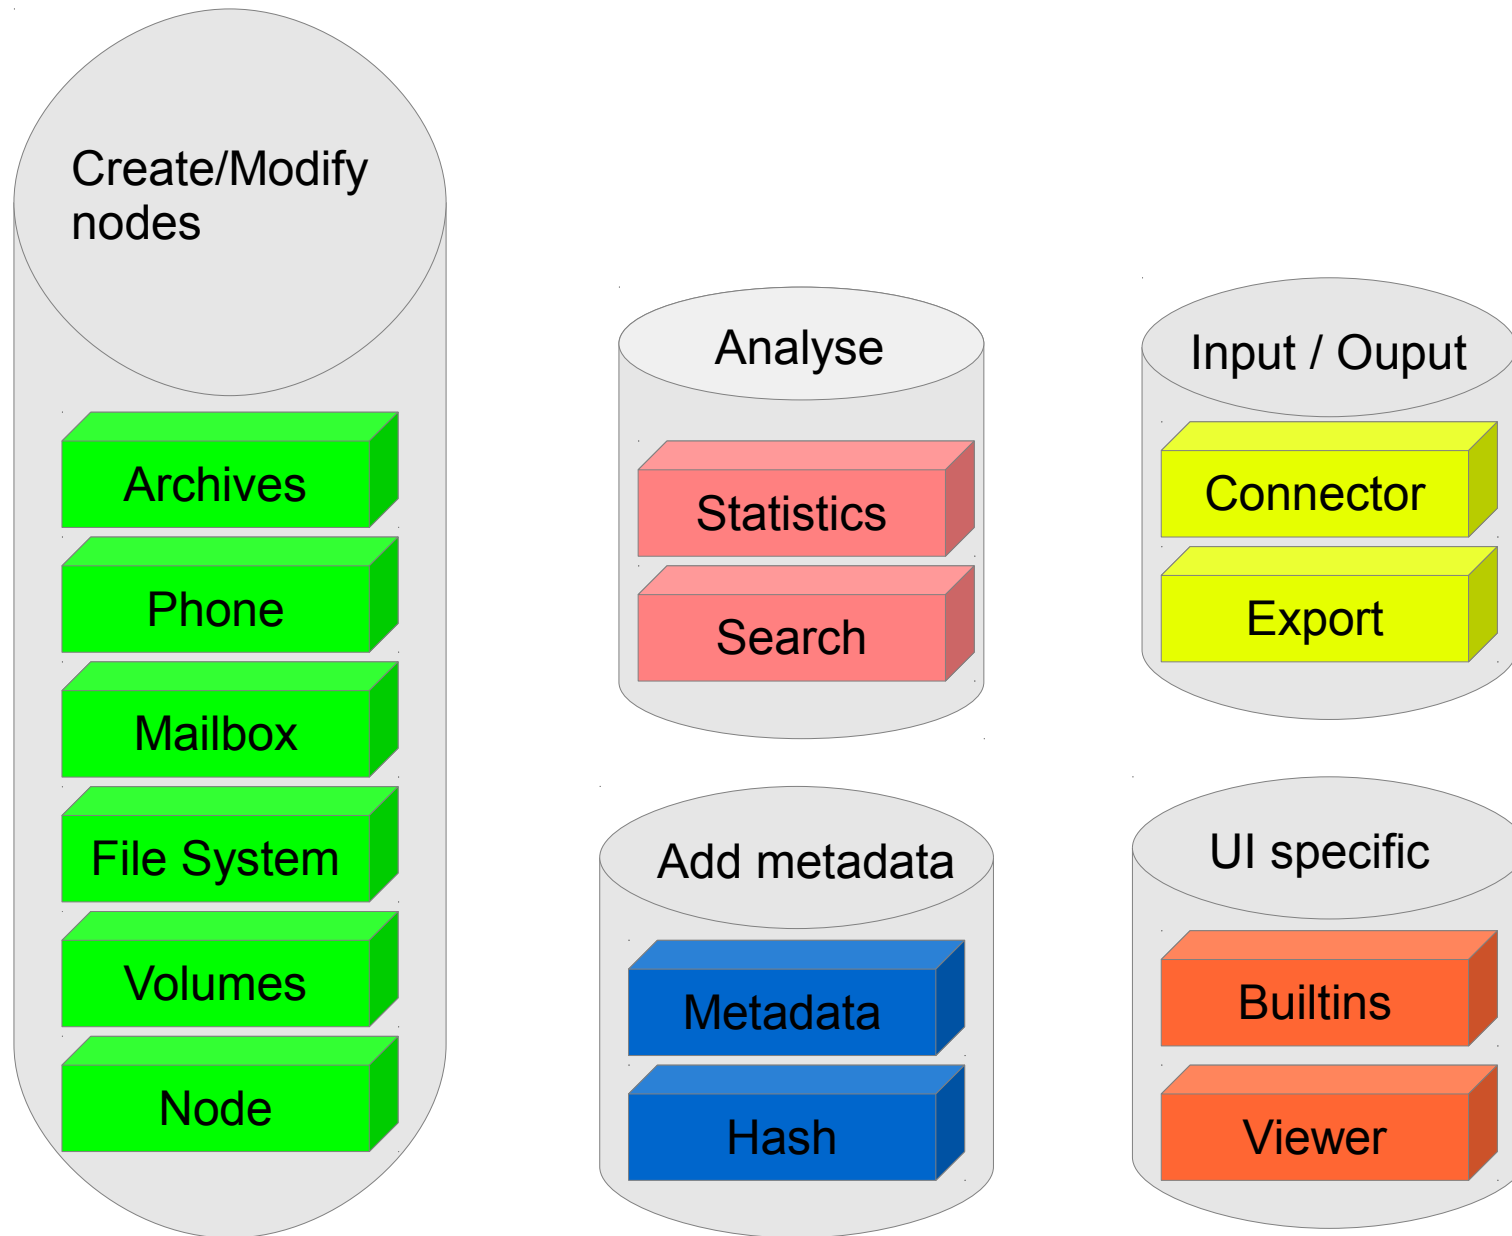 Create/Modify
nodes
Archives
Phone
Mailbox
File System
Volumes
Node
Analyse
Statistics
Search
Input / Ouput
Connector
Export
Add metadata
Metadata
Hash
UI specific
Builtins
Viewer